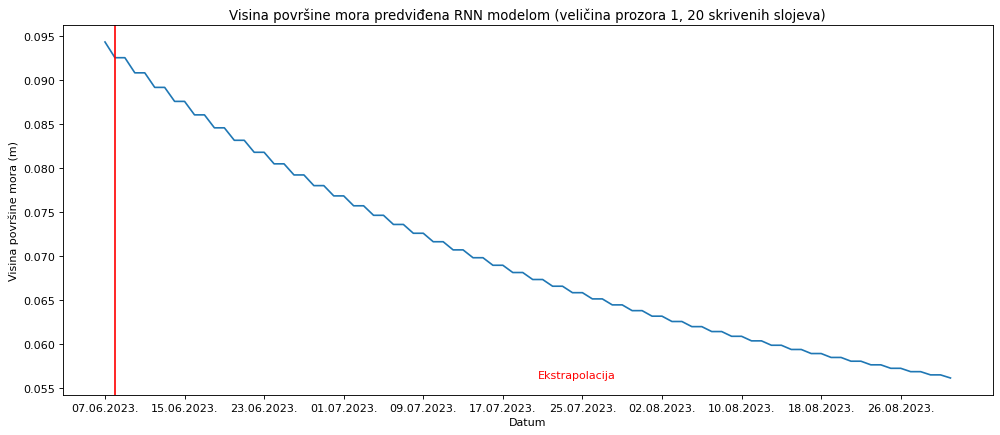 Visina površine mora predviđena RNN modelom (veličina prozora 1, 20 skrivenih slojeva)
Visina površine mora (m)
0.095
0.090
0.085
0.080
0.075
0.070
0.065
0.060
0.055
Ekstrapolacija
07.06.2023. 15.06.2023. 23.06.2023. 01.07.2023. 09.07.2023. 17.07.2023. 25.07.2023. 02.08.2023. 10.08.2023. 18.08.2023. 26.08.2023.
Datum